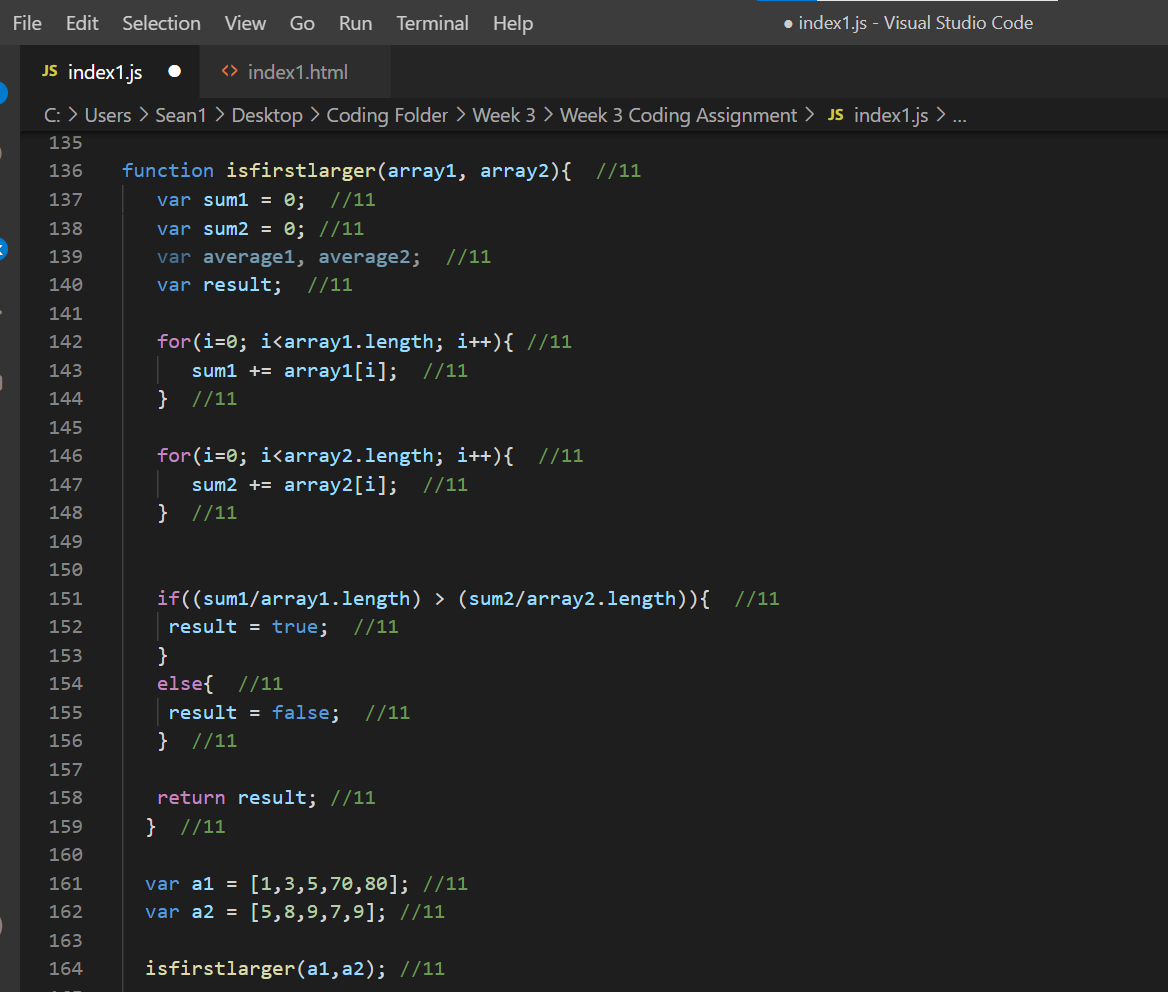 File Edit Selection View Go Run Terminal Help ● index1.js - Visual Studio Code
JS index1.js ● <> index1.html
C: > Users > Sean1 > Desktop > Coding Folder > Week 3 > Week 3 Coding Assignment > JS index1.js > ...
135
136 function isfirstlarger(array1, array2){ //11
137 var sum1 = 0; //11
138 var sum2 = 0; //11
139 var average1, average2; //11
140 var result; //11
141
142 for(i=0; i<array1.length; i++){ //11
143 sum1 += array1[i]; //11
144 } //11
145
146 for(i=0; i<array2.length; i++){ //11
147 sum2 += array2[i]; //11
148 } //11
149
150
151 if((sum1/array1.length) > (sum2/array2.length)){ //11
152 result = true; //11
153 }
154 else{ //11
155 result = false; //11
156 } //11
157
158 return result; //11
159 } //11
160
161 var a1 = [1,3,5,70,80]; //11
162 var a2 = [5,8,9,7,9]; //11
163
164 isfirstlarger(a1,a2); //11